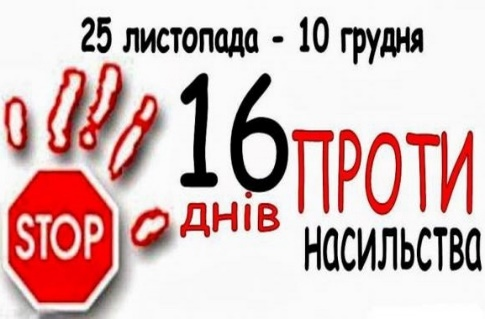 25 листопада - 10 грудня
16 ПРОТИ
днів
насильства
STOP